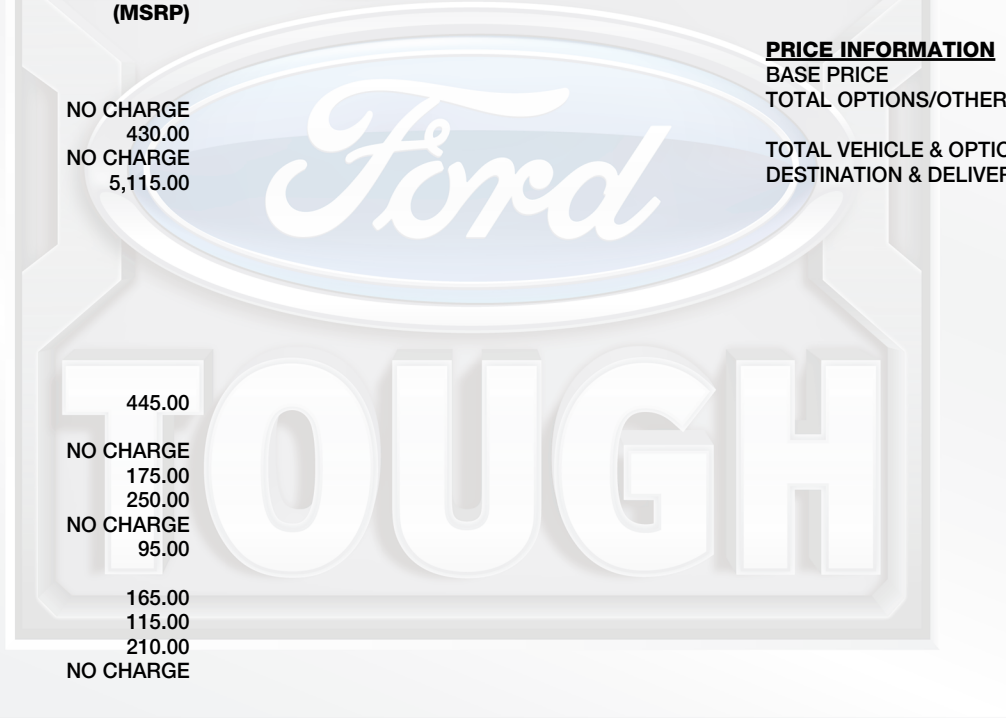 (MSRP)
NO CHARGE
430.00
NO CHARGE
5,115.00
445.00
NO CHARGE
175.00
250.00
NO CHARGE
95.00
165.00
115.00
210.00
NO CHARGE
PRICE INFORMATION
BASE PRICE
TOTAL OPTIONS/OTHER
TOTAL VEHICLE & OPTIO
DESTINATION & DELIVER
Ford
TOUGH